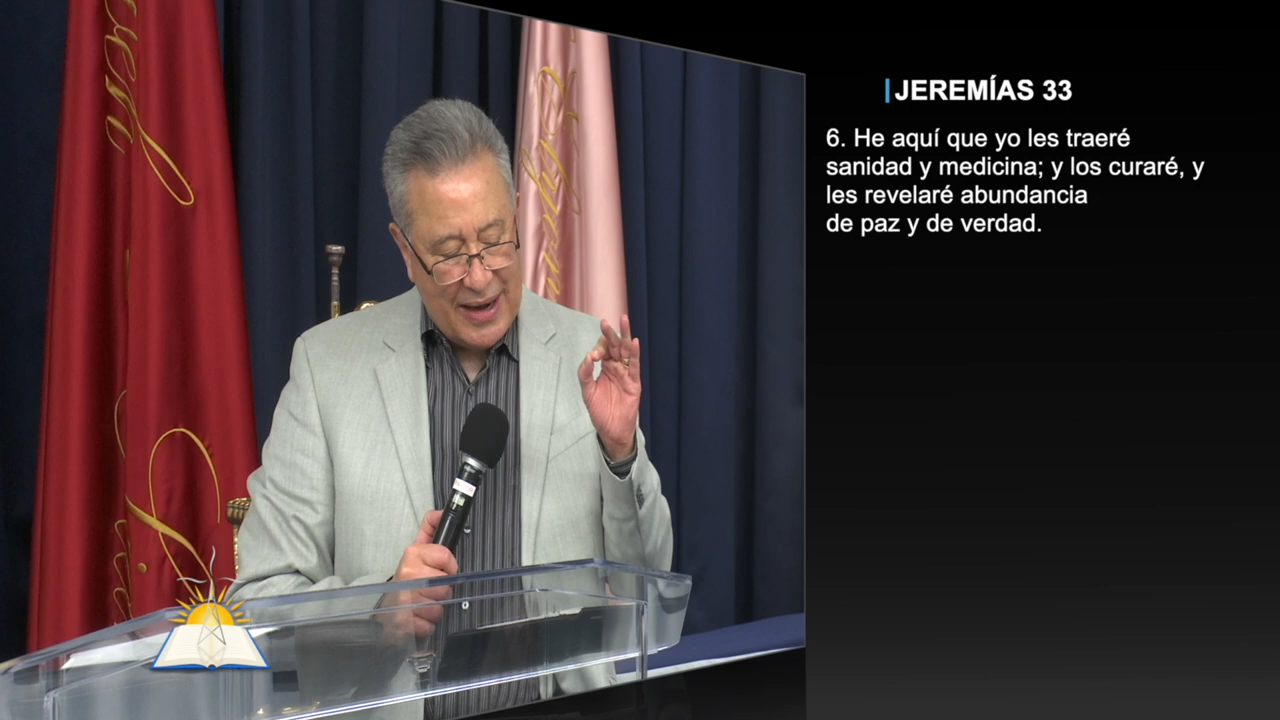 JEREMÍAS 33
6. He aquí que yo les traeré
sanidad y medicina; y los curaré, y
les revelaré abundancia
de paz y de verdad.